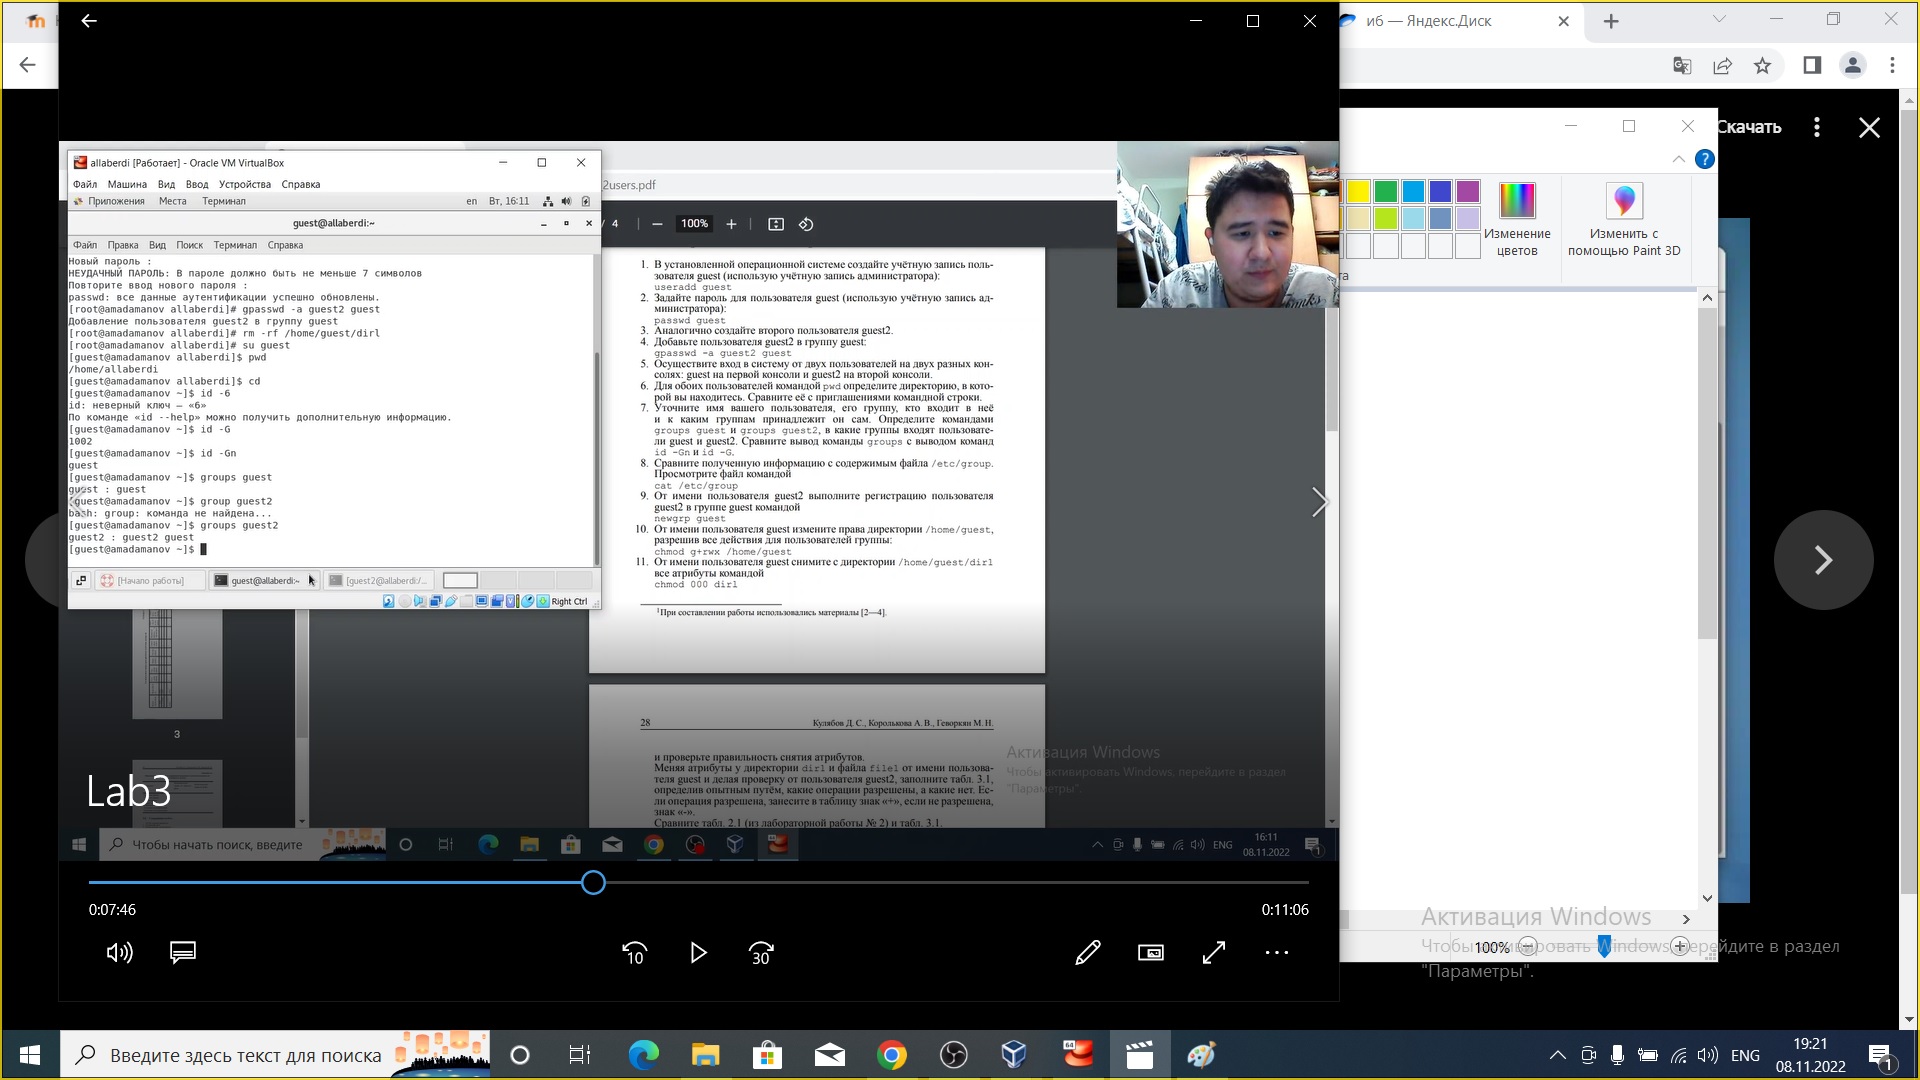 иб — Яндекс.Диск
Скачать
allaberdi [Работает] - Oracle VM VirtualBox
Файл Машина Вид Ввод Устройства Справка
Приложения Места Терминал en Вт, 16:11
guest@allaberdi:~
Файл Правка Вид Поиск Терминал Справка
Новый пароль :
НЕУДАЧНЫЙ ПАРОЛЬ: В пароле должно быть не меньше 7 символов
Повторите ввод нового пароля :
passwd: все данные аутентификации успешно обновлены.
[root@amadamanov allaberdi]# gpasswd -a guest2 guest
Добавление пользователя guest2 в группу guest
[root@amadamanov allaberdi]# rm -rf /home/guest/dirl
[root@amadamanov allaberdi]# su guest
[guest@amadamanov allaberdi]$ pwd
/home/allaberdi
[guest@amadamanov allaberdi]$ cd
[guest@amadamanov ~]$ id -6
id: неверный ключ — «6»
По команде «id --help» можно получить дополнительную информацию.
[guest@amadamanov ~]$ id -G
1002
[guest@amadamanov ~]$ id -Gn
guest
[guest@amadamanov ~]$ groups guest
guest : guest
[guest@amadamanov ~]$ group guest2
bash: group: команда не найдена...
[guest@amadamanov ~]$ groups guest2
guest2 : guest2 guest
[guest@amadamanov ~]$
[Начало работы] guest@allaberdi:~ [guest2@allaberdi:/...
Right Ctrl
2users.pdf
/ 4 100%
1. В установленной операционной системе создайте учётную запись поль-
зователя guest (использую учётную запись администратора):
useradd guest
2. Задайте пароль для пользователя guest (использую учётную запись ад-
министратора):
passwd guest
3. Аналогично создайте второго пользователя guest2.
4. Добавьте пользователя guest2 в группу guest:
gpasswd -a guest2 guest
5. Осуществите вход в систему от двух пользователей на двух разных кон-
солях: guest на первой консоли и guest2 на второй консоли.
6. Для обоих пользователей командой pwd определите директорию, в кото-
рой вы находитесь. Сравните её с приглашениями командной строки.
7. Уточните имя вашего пользователя, его группу, кто входит в неё
и к каким группам принадлежит он сам. Определите командами
groups guest и groups guest2, в какие группы входят пользовате-
ли guest и guest2. Сравните вывод команды groups с выводом команд
id -Gn и id -G.
8. Сравните полученную информацию с содержимым файла /etc/group.
Просмотрите файл командой
cat /etc/group
9. От имени пользователя guest2 выполните регистрацию пользователя
guest2 в группе guest командой
newgrp guest
10. От имени пользователя guest измените права директории /home/guest,
разрешив все действия для пользователей группы:
chmod g+rwx /home/guest
11. От имени пользователя guest снимите с директории /home/guest/dir1
все атрибуты командой
chmod 000 dir1
1При составлении работы использовались материалы [2—4].
28 Кулябов Д. С., Королькова А. В., Геворкян М. Н.
и проверьте правильность снятия атрибутов.
Меняя атрибуты у директории dir1 и файла file1 от имени пользова-
теля guest и делая проверку от пользователя guest2, заполните табл. 3.1,
определив опытным путём, какие операции разрешены, а какие нет. Ес-
ли операция разрешена, занесите в таблицу знак «+», если не разрешена,
знак «-».
Сравните табл. 2.1 (из лабораторной работы № 2) и табл. 3.1.
3
Активация Windows
Чтобы активировать Windows, перейдите в раздел
"Параметры".
Lab3
Чтобы начать поиск, введите
ENG 16:11
08.11.2022
1
0:07:46 0:11:06
10 30
Изменение
цветов
Изменить с
помощью Paint 3D
та
100%
Активация Windows
Чтобы активировать Windows, перейдите в раздел
"Параметры".
Введите здесь текст для поиска
64
ENG 19:21
08.11.2022
1